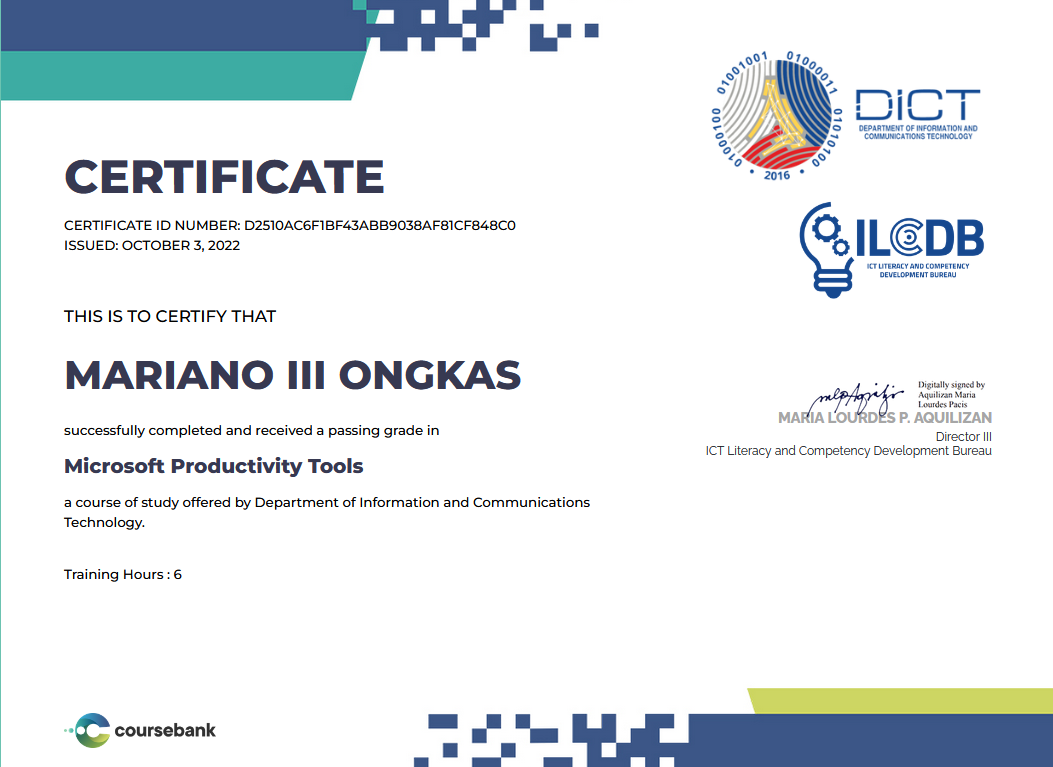 CERTIFICATE
CERTIFICATE ID NUMBER: D2510AC6F1BF43ABB9038AF81CF848C0
ISSUED: OCTOBER 3, 2022
THIS IS TO CERTIFY THAT
MARIANO III ONGKAS
successfully completed and received a passing grade in
Microsoft Productivity Tools
a course of study offered by Department of Information and Communications
Technology.
Training Hours : 6
01001001 01000011 01010100 01000100
• 2016 •
DICT
DEPARTMENT OF INFORMATION AND
COMMUNICATIONS TECHNOLOGY
ILCDB
ICT LITERACY AND COMPETENCY
DEVELOPMENT BUREAU
Digitally signed by
Aquilizan Maria
Lourdes Pacis
MARIA LOURDES P. AQUILIZAN
Director III
ICT Literacy and Competency Development Bureau
coursebank